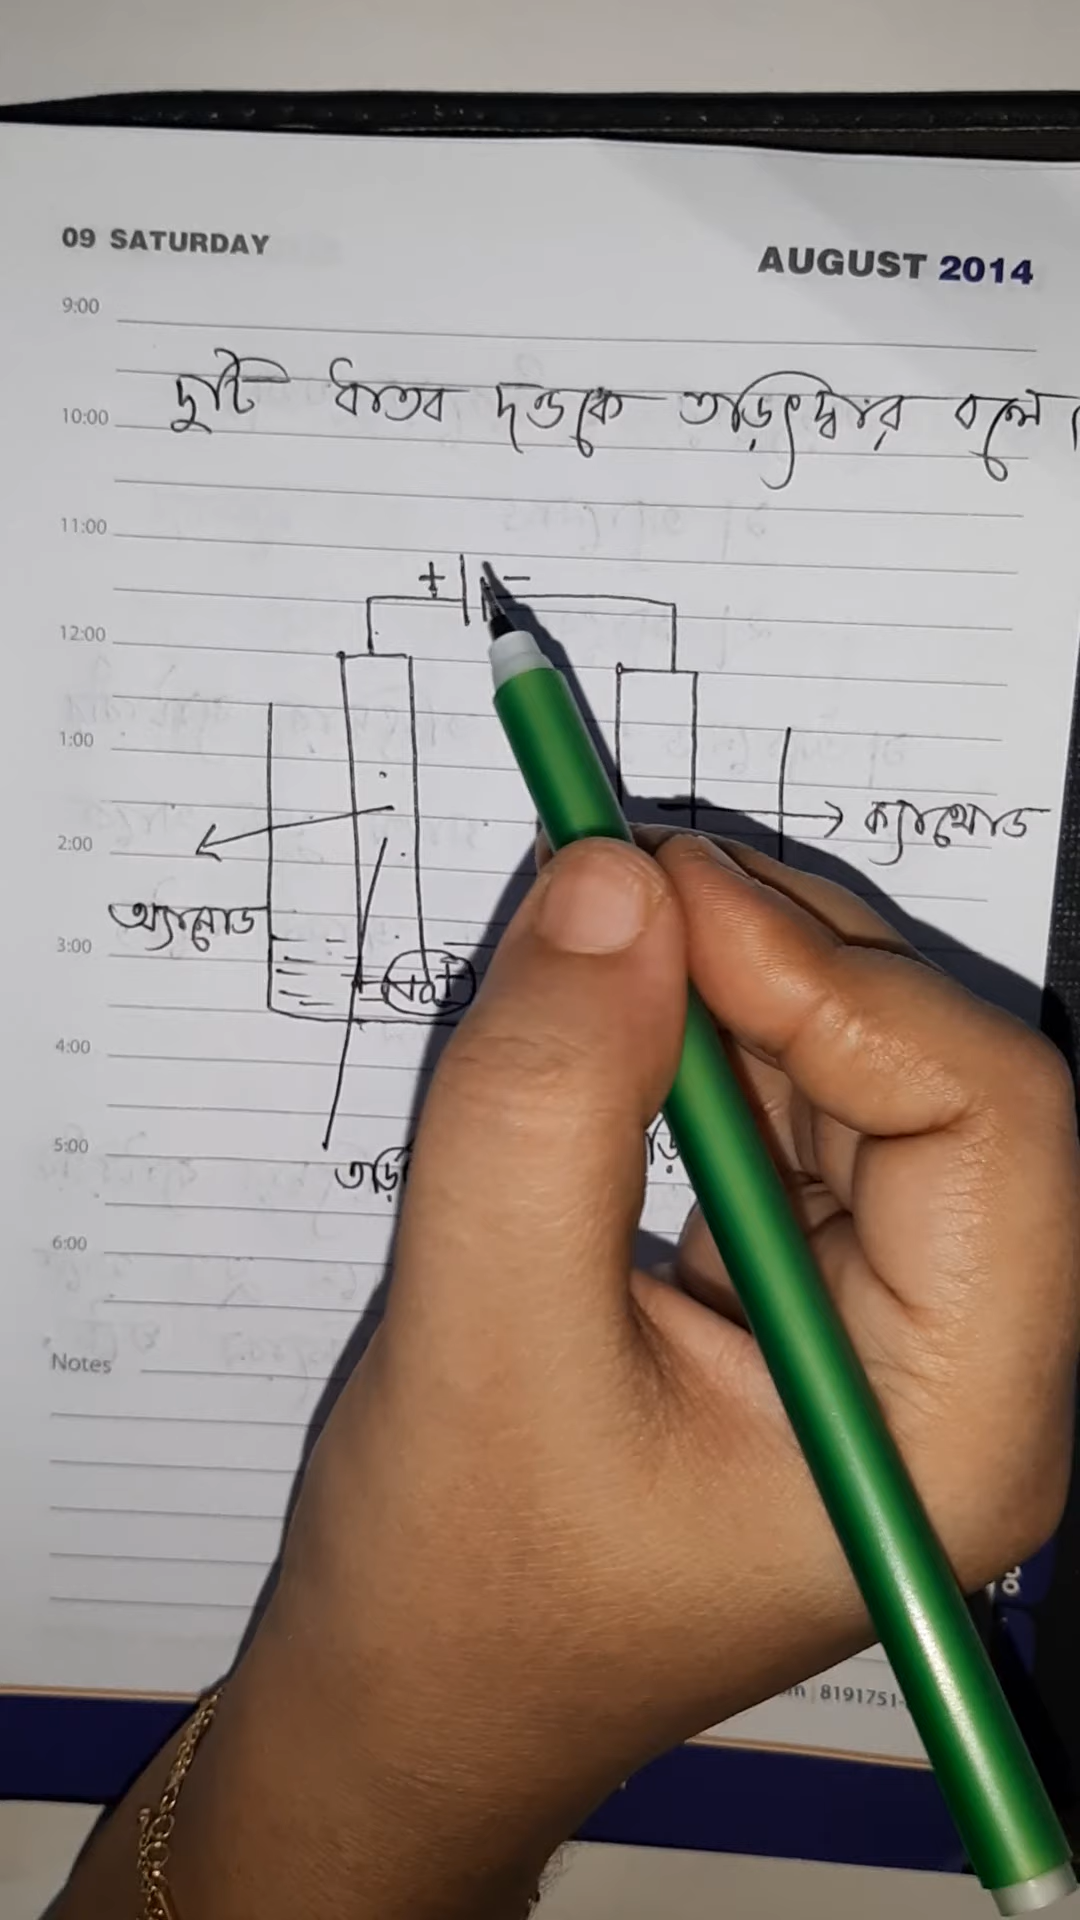 09 SATURDAY
AUGUST 2014
9:00
দুটি ধাতব দন্ডকে তড়িৎদ্বার বলে।
10:00
11:00
+ -
12:00
1:00
ক্যাথোড
2:00
অ্যানোড
3:00
4:00
5:00
6:00
Notes
8191751-